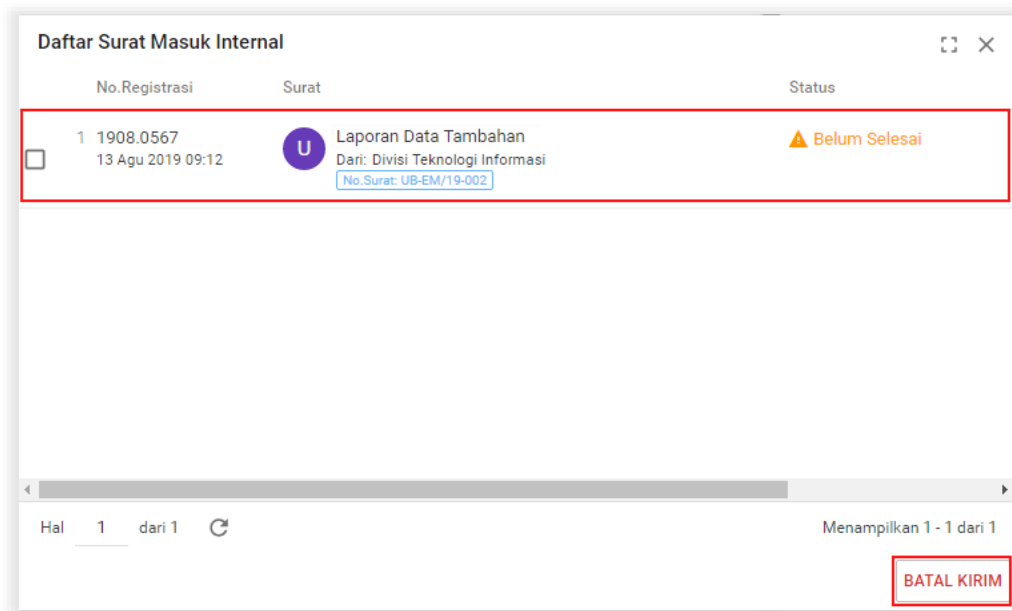 Daftar Surat Masuk Internal
No.Registrasi Surat Status
1 1908.0567 U Laporan Data Tambahan Belum Selesai
13 Agu 2019 09:12 Dari: Divisi Teknologi Informasi
No.Surat: UB-EM/19-002
Hal 1 dari 1 Menampilkan 1 - 1 dari 1
BATAL KIRIM